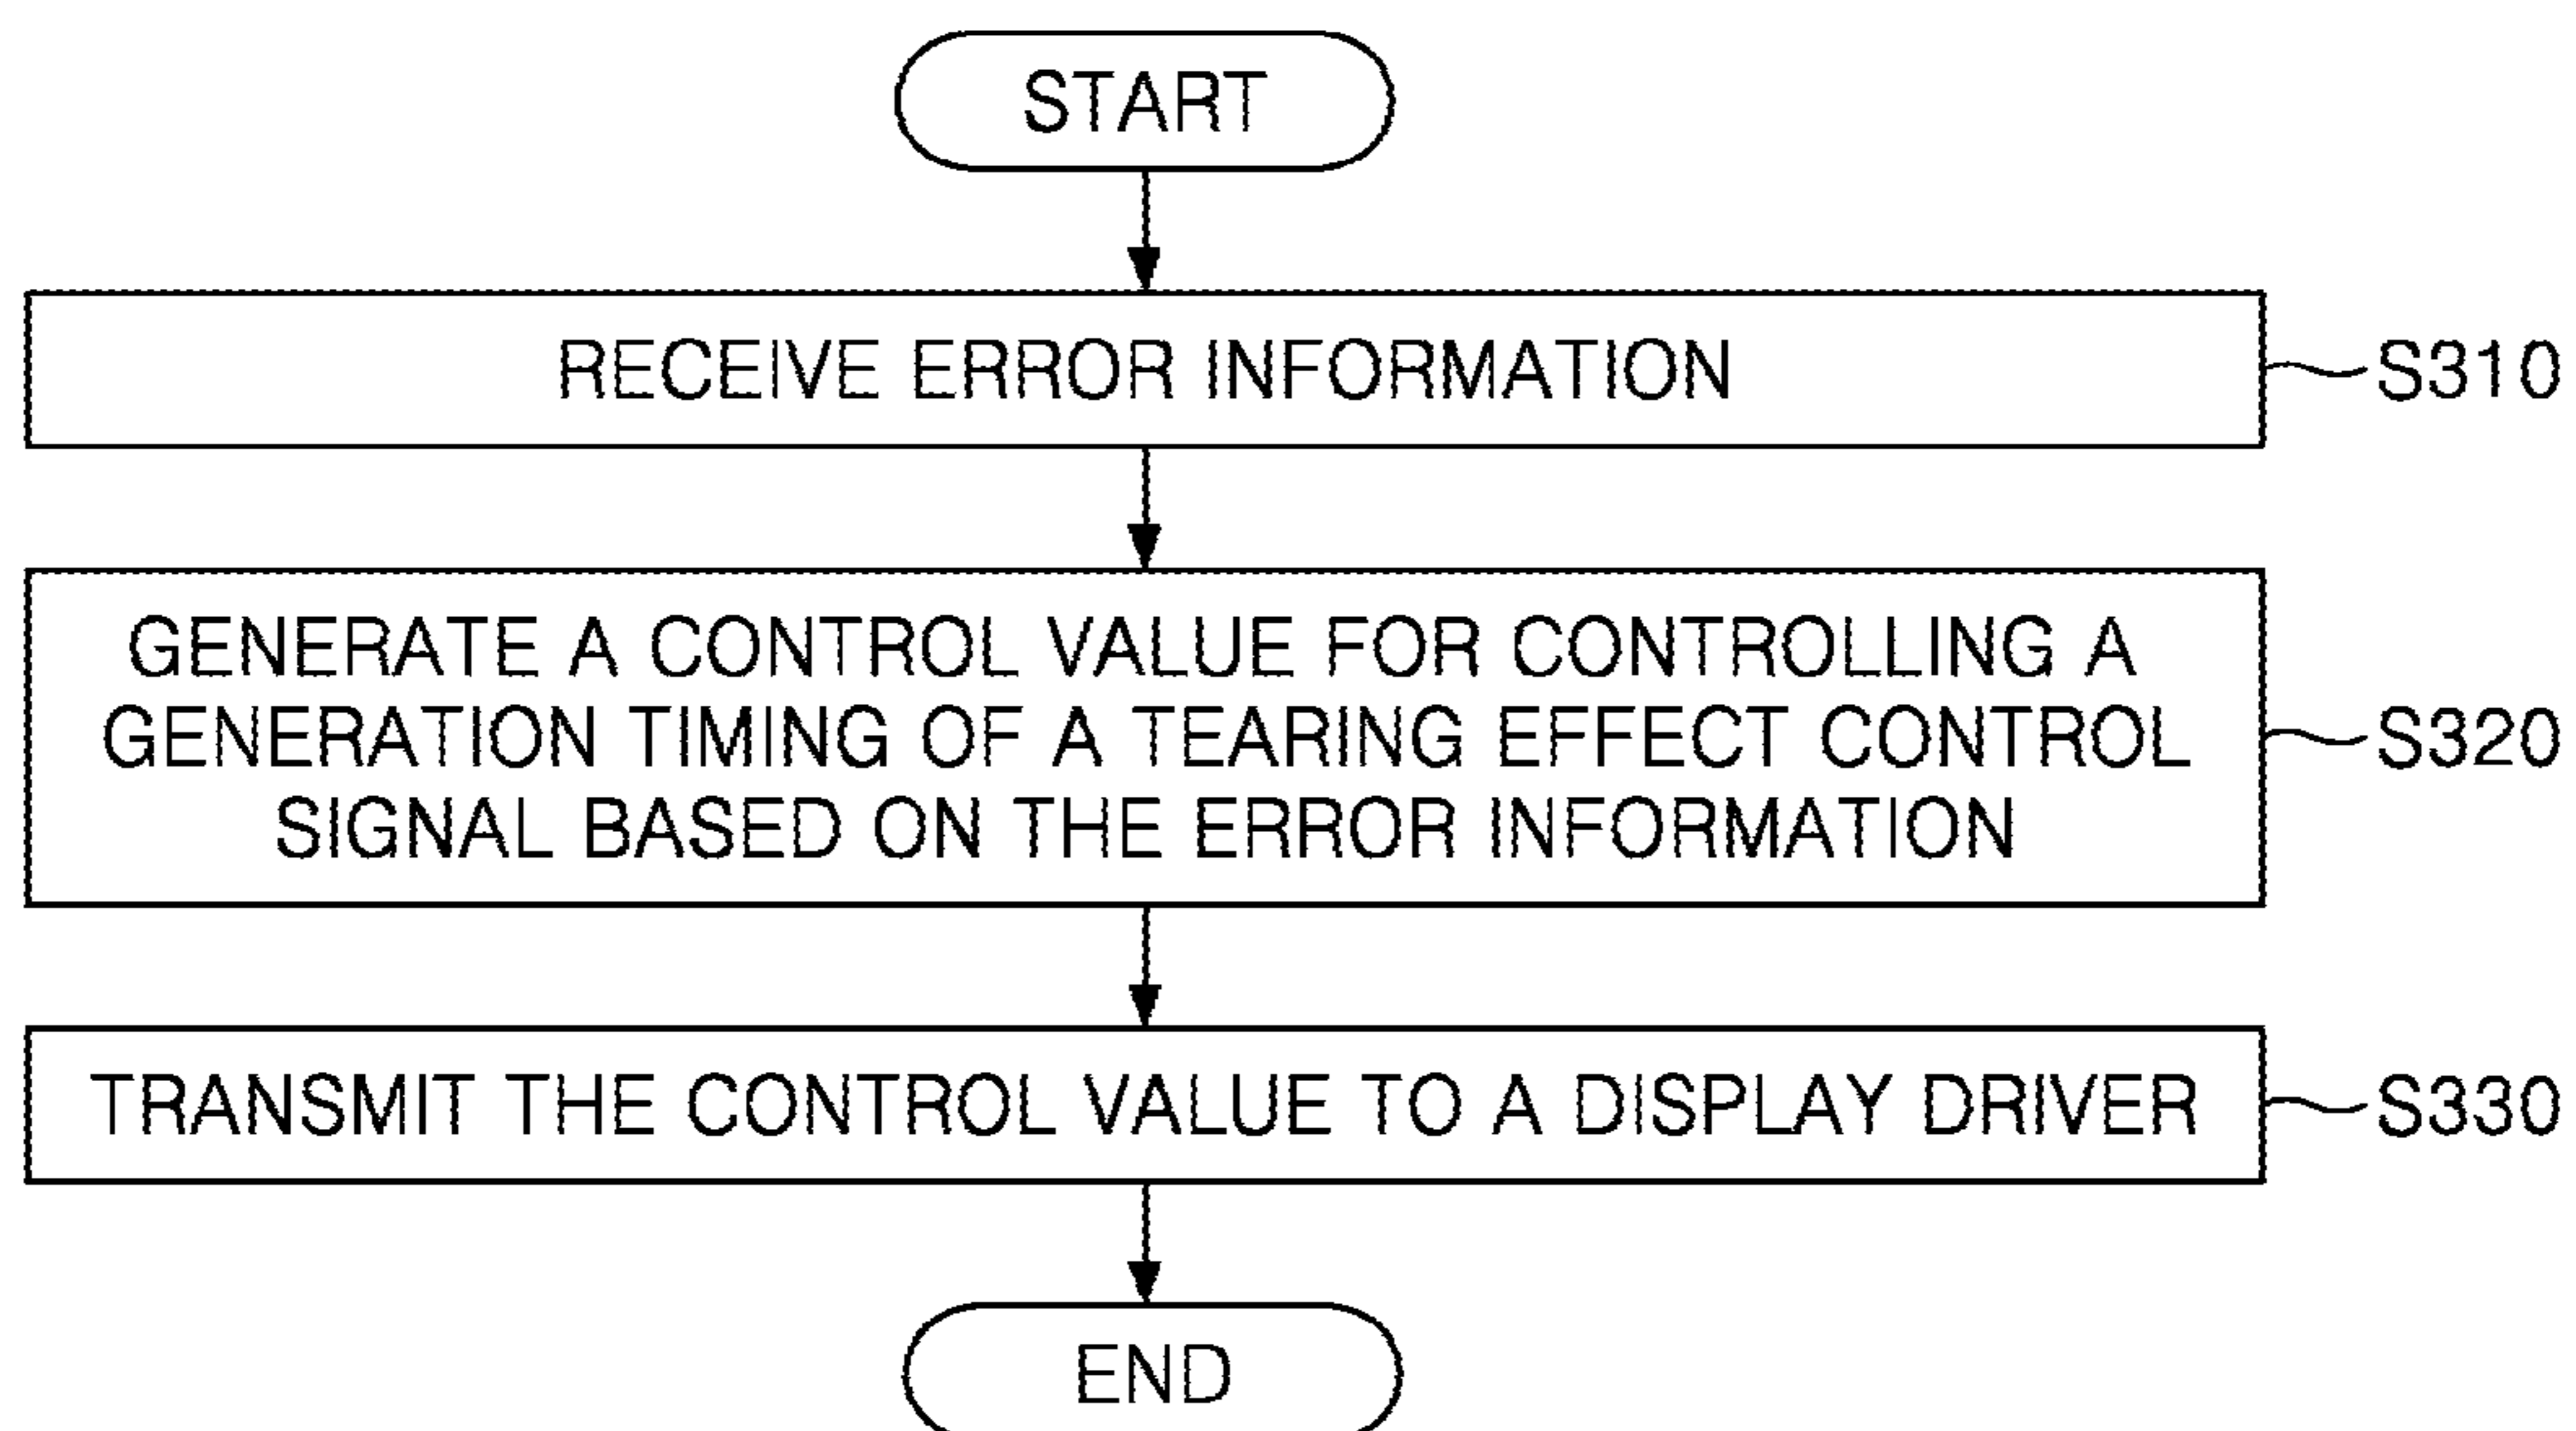 START
RECEIVE ERROR INFORMATION
S310
GENERATE A CONTROL VALUE FOR CONTROLLING A
GENERATION TIMING OF A TEARING EFFECT CONTROL
SIGNAL BASED ON THE ERROR INFORMATION
S320
TRANSMIT THE CONTROL VALUE TO A DISPLAY DRIVER
S330
END